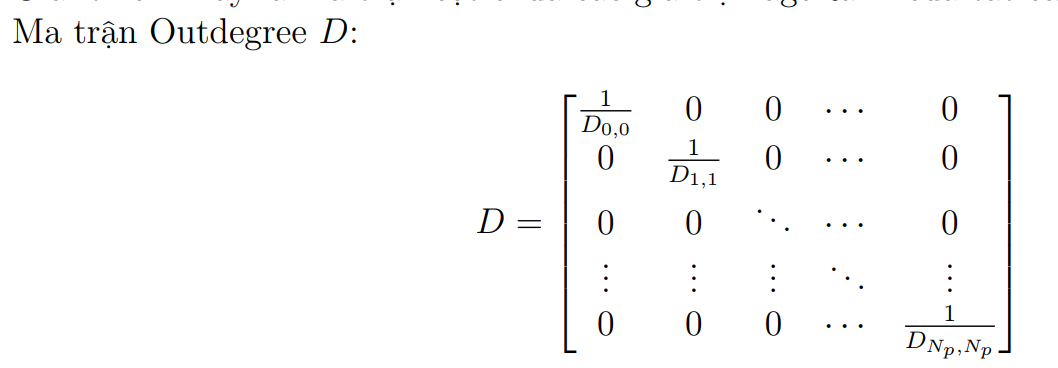 Ma trận Outdegree D:
D = [
1/D_{0,0} 0 0 ⋯ 0
0 1/D_{1,1} 0 ⋯ 0
0 0 ⋱ ⋯ 0
⋮ ⋮ ⋮ ⋱ ⋮
0 0 0 ⋯ 1/D_{N_p,N_p}
]